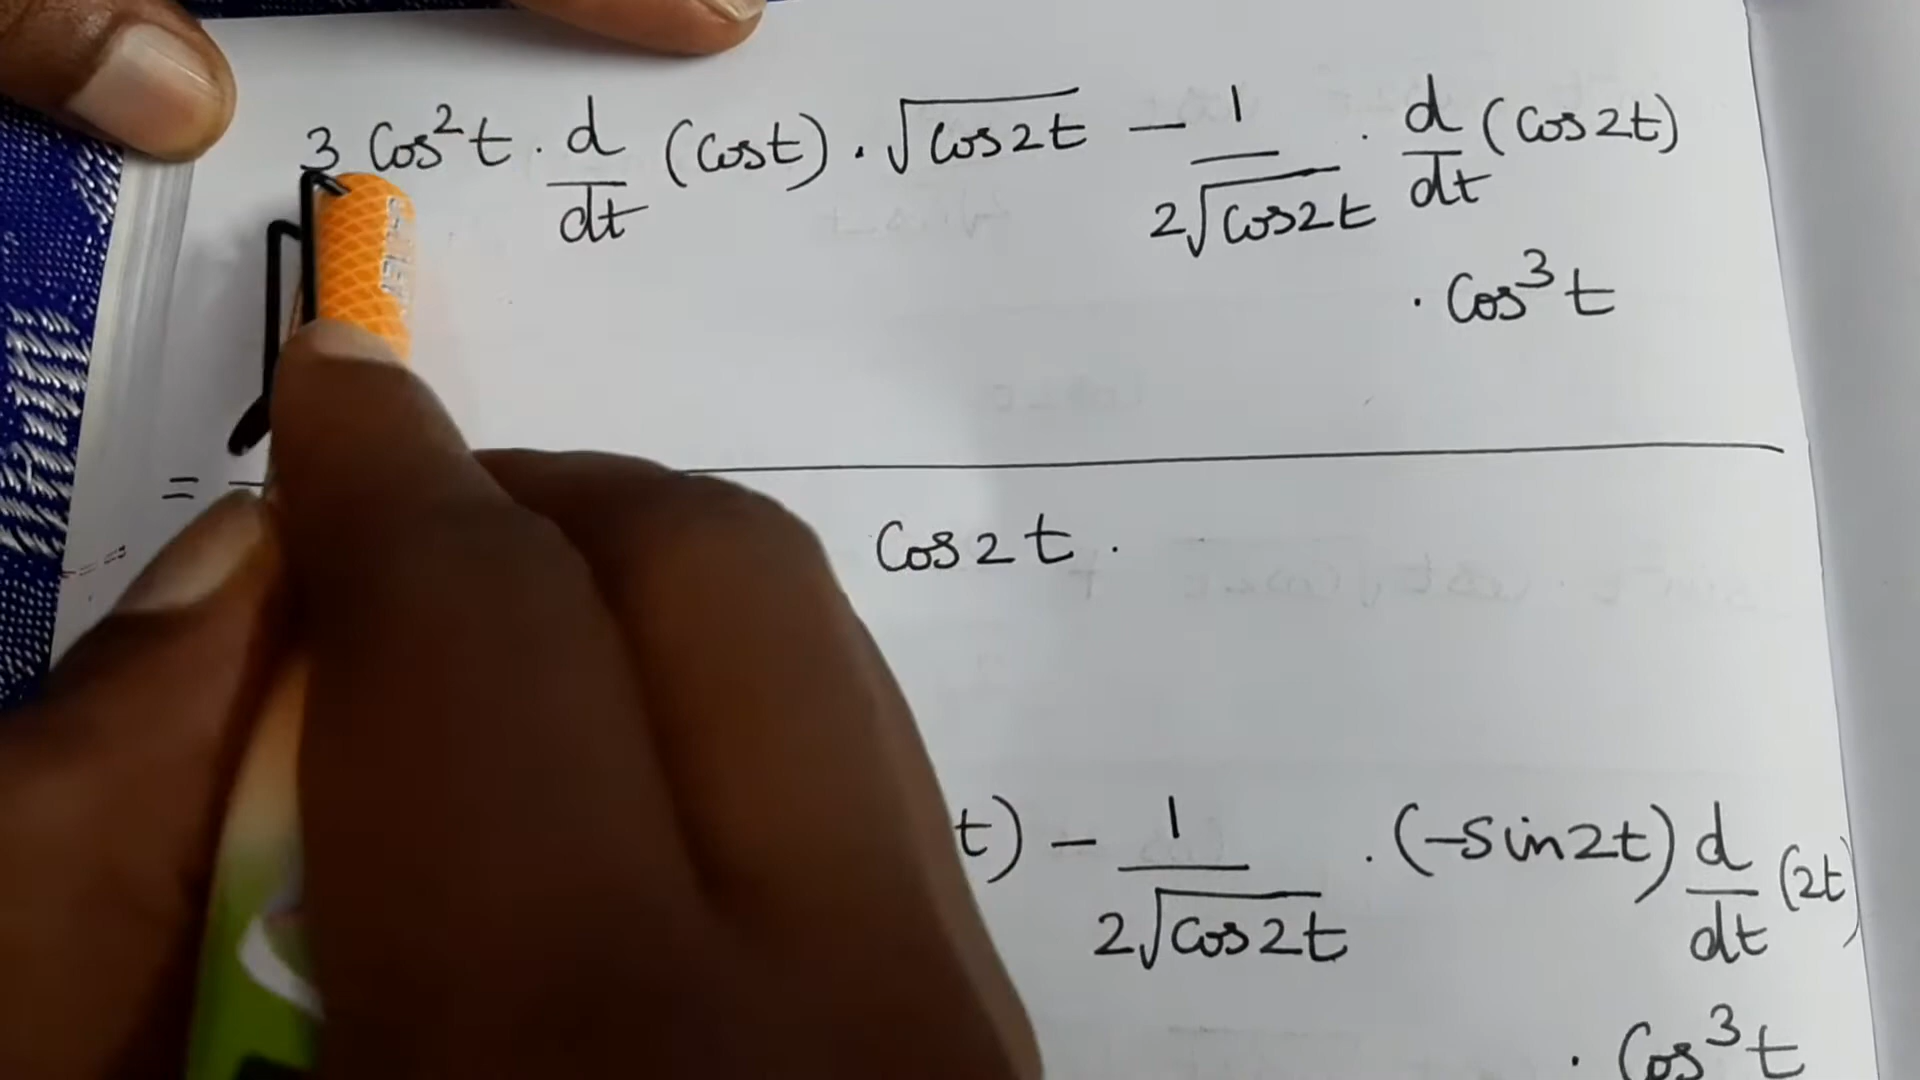 3 Cos²t · d/dt (Cost) · √Cos2t − 1/(2√Cos2t) · d/dt (Cos2t)
· Cos³t
=
Cos2t .
t) − 1/(2√Cos2t) · (−Sin2t) d/dt (2t)
· Cos³t